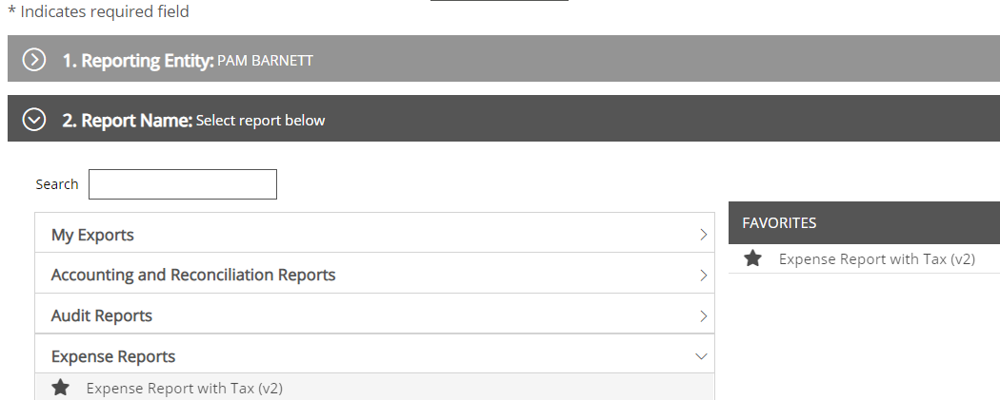 * Indicates required field
1. Reporting Entity: PAM BARNETT
2. Report Name: Select report below
Search
My Exports
Accounting and Reconciliation Reports
Audit Reports
Expense Reports
Expense Report with Tax (v2)
FAVORITES
Expense Report with Tax (v2)